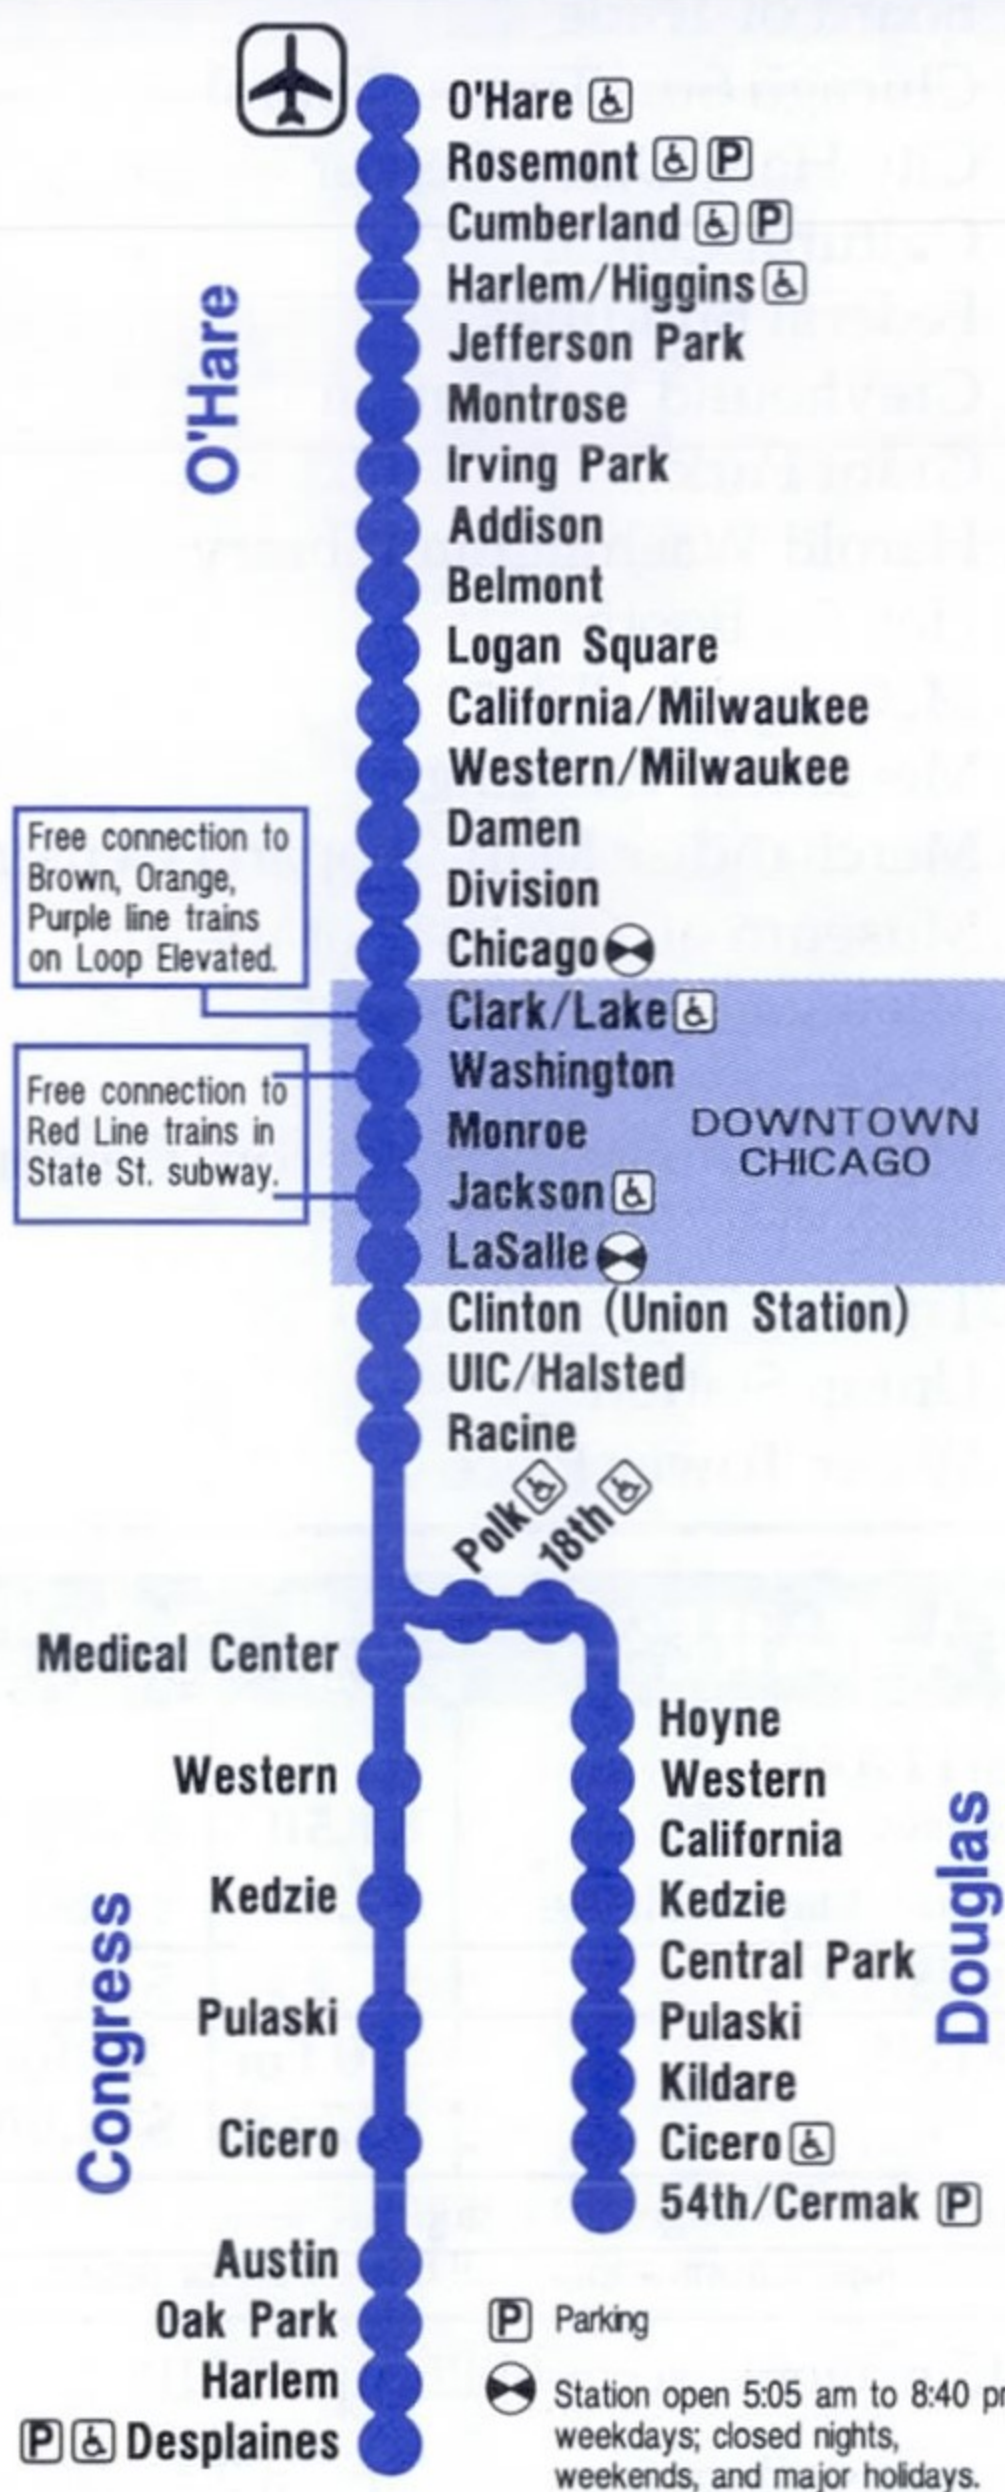 O'Hare
O'Hare
Rosemont P
Cumberland P
Harlem/Higgins
Jefferson Park
Montrose
Irving Park
Addison
Belmont
Logan Square
California/Milwaukee
Western/Milwaukee
Damen
Division
Chicago
Free connection to
Brown, Orange,
Purple line trains
on Loop Elevated.
Clark/Lake
Washington
Free connection to
Red Line trains in
State St. subway.
Monroe
DOWNTOWN
CHICAGO
Jackson
LaSalle
Clinton (Union Station)
UIC/Halsted
Racine
Polk
18th
Congress
Medical Center
Western
Kedzie
Pulaski
Cicero
Austin
Oak Park
Harlem
P Desplaines
Douglas
Hoyne
Western
California
Kedzie
Central Park
Pulaski
Kildare
Cicero
54th/Cermak P
P Parking
Station open 5:05 am to 8:40 pm
weekdays; closed nights,
weekends, and major holidays.